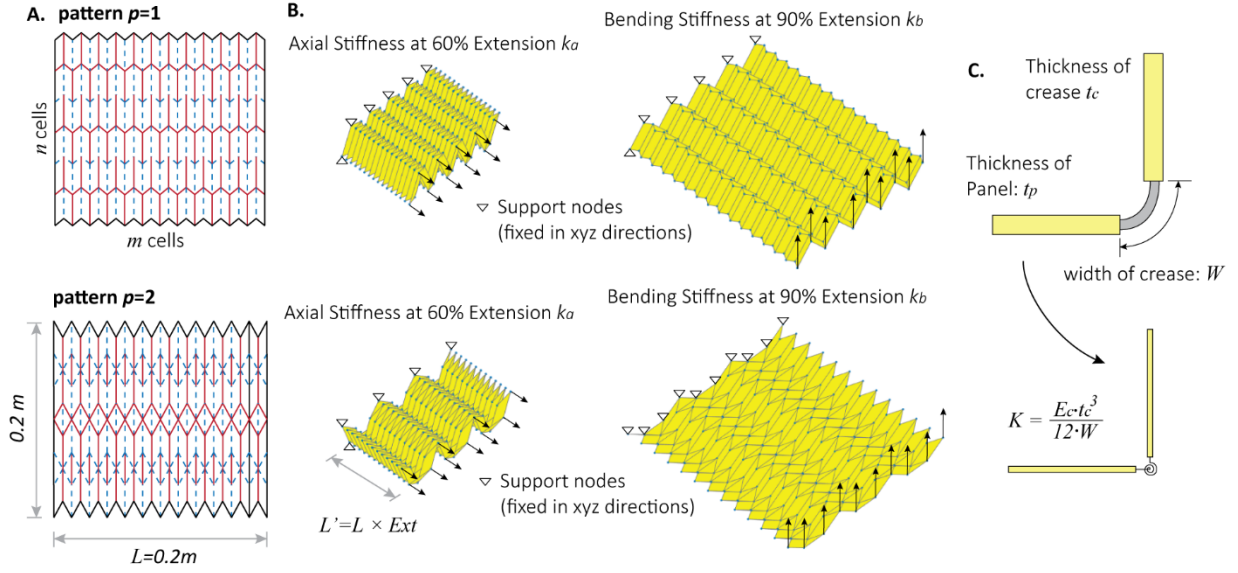 A. pattern p=1
n cells
m cells
pattern p=2
0.2 m
L=0.2m
B.
Axial Stiffness at 60% Extension ka
Bending Stiffness at 90% Extension kb
Support nodes
(fixed in xyz directions)
Axial Stiffness at 60% Extension ka
Bending Stiffness at 90% Extension kb
L'=L × Ext
Support nodes
(fixed in xyz directions)
C.
Thickness of
crease tc
Thickness of
Panel: tp
width of crease: W
K = Ec·tc³
12·W